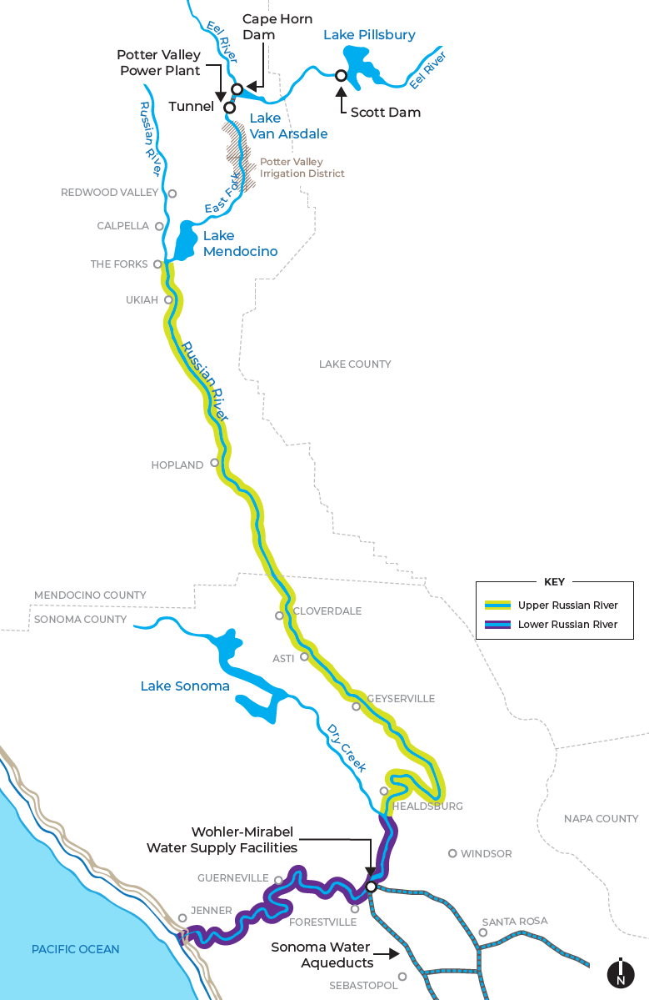 Cape Horn
Dam
Eel River
Lake Pillsbury
Potter Valley
Power Plant
Eel River
Tunnel
Scott Dam
Lake
Van Arsdale
Russian River
Potter Valley
Irrigation District
REDWOOD VALLEY
East Fork
CALPELLA
Lake
Mendocino
THE FORKS
UKIAH
Russian River
LAKE COUNTY
HOPLAND
KEY
Upper Russian River
Lower Russian River
MENDOCINO COUNTY
SONOMA COUNTY
CLOVERDALE
ASTI
Lake Sonoma
GEYSERVILLE
Dry Creek
HEALDSBURG
NAPA COUNTY
Wohler-Mirabel
Water Supply Facilities
WINDSOR
GUERNEVILLE
JENNER
FORESTVILLE
SANTA ROSA
PACIFIC OCEAN
Sonoma Water
Aqueducts
SEBASTOPOL
N